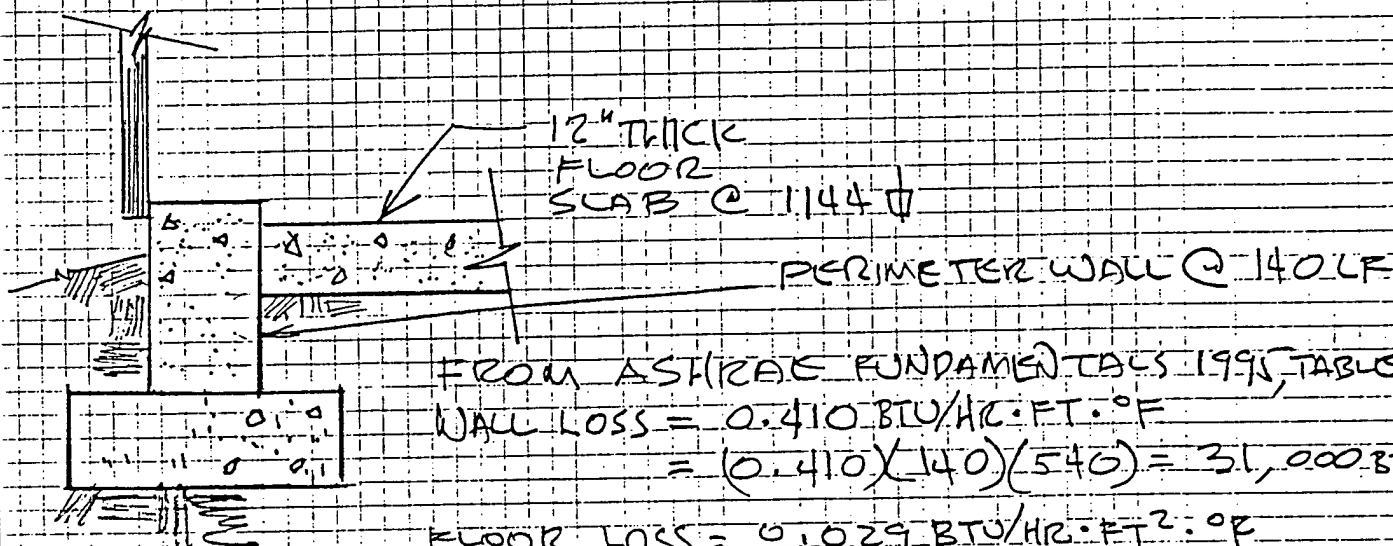 12" THICK
FLOOR
SLAB @ 1144 ⏍
PERIMETER WALL @ 140 LF
FROM ASHRAE FUNDAMENTALS 1995, TABLE
WALL LOSS = 0.410 BTU/HR·FT·°F
= (0.410)(140)(540) = 31,000 B
FLOOR LOSS = 0.029 BTU/HR·FT²·°F